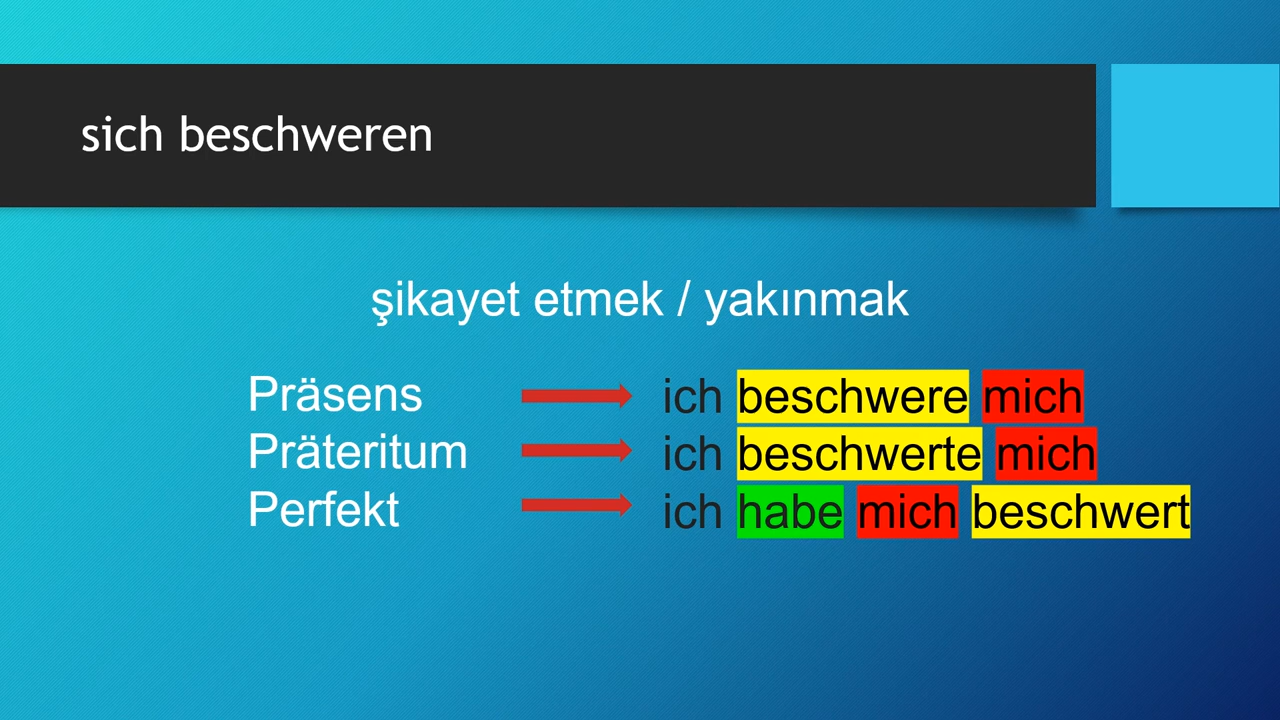 sich beschweren
şikayet etmek / yakınmak
Präsens ich beschwere mich
Präteritum ich beschwerte mich
Perfekt ich habe mich beschwert